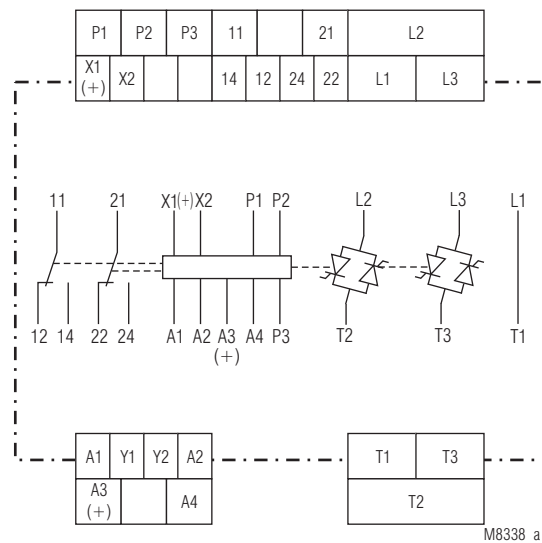 P1 P2 P3 11 21 L2
X1 X2 14 12 24 22 L1 L3
(+)
11 21 X1(+) X2 P1 P2 L2 L3 L1
12 14 22 24 A1 A2 A3 A4 P3 T2 T3 T1
(+)
A1 Y1 Y2 A2 T1 T3
A3 A4 T2
(+)
M8338 a